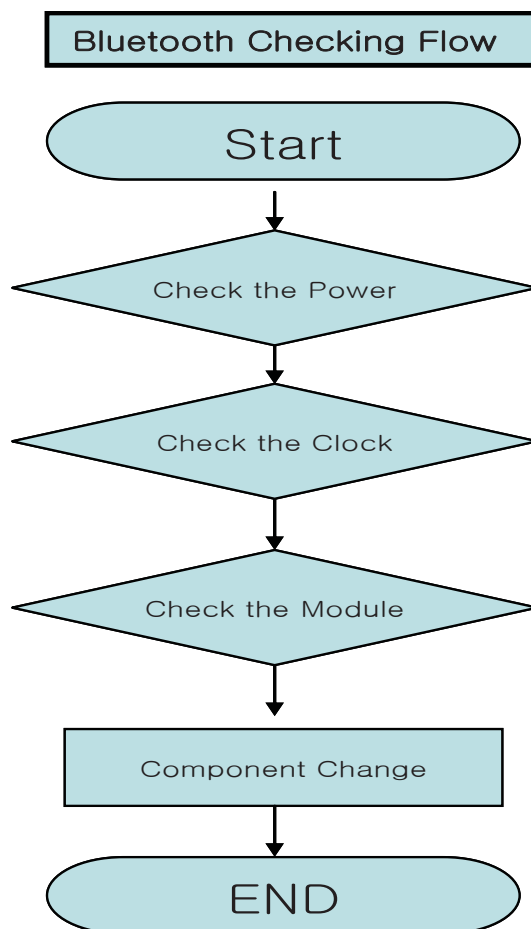 Bluetooth Checking Flow
Start
Check the Power
Check the Clock
Check the Module
Component Change
END